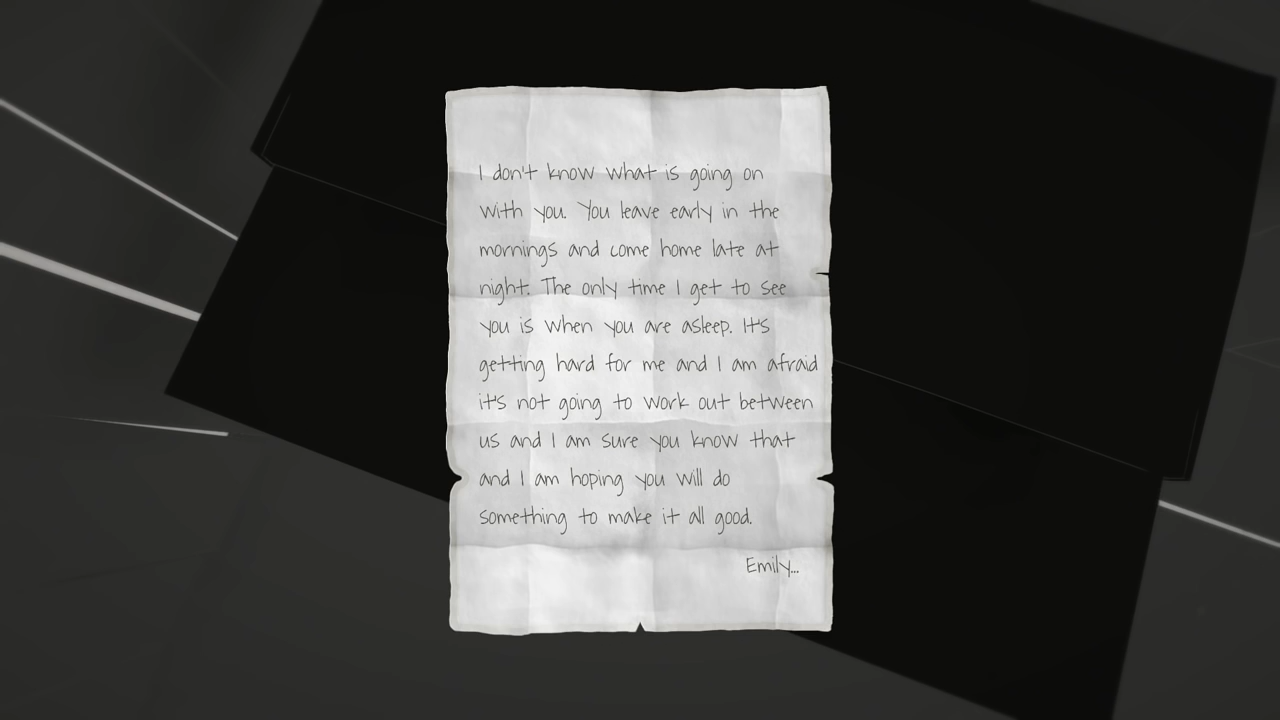 I don't know what is going on
with you. You leave early in the
mornings and come home late at
night. The only time I get to see
you is when you are asleep. It's
getting hard for me and I am afraid
it's not going to work out between
us and I am sure you know that
and I am hoping you will do
something to make it all good.
Emily...